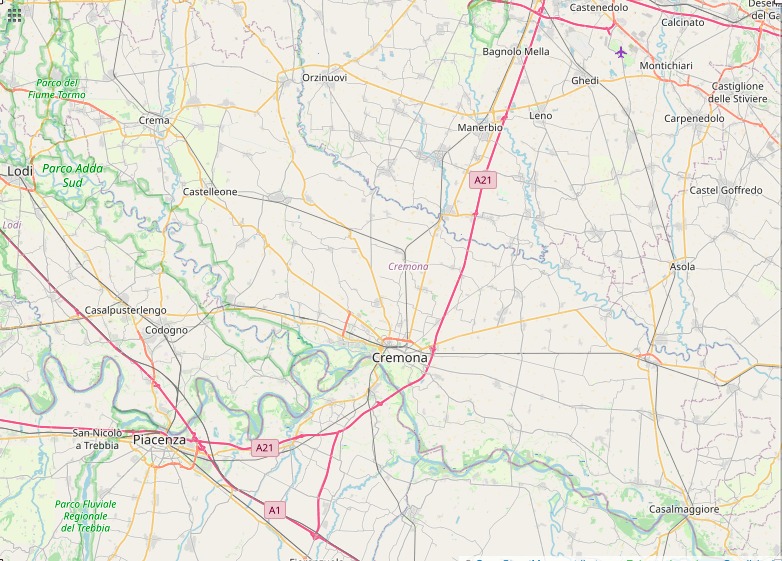 Castenedolo
Calcinato
Bagnolo Mella
Montichiari
Orzinuovi
Ghedi
Parco del
Fiume Tormo
Castiglione
delle Stiviere
Crema
Leno
Carpenedolo
Manerbio
Lodi
Parco Adda
Sud
A21
Castelleone
Castel Goffredo
Lodi
Cremona
Asola
Casalpusterlengo
Codogno
Cremona
San Nicolò
a Trebbia
Piacenza
A21
Parco Fluviale
Regionale
del Trebbia
A1
Casalmaggiore